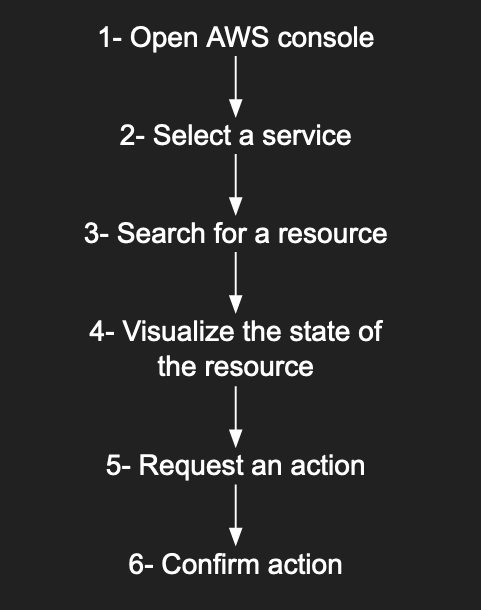 1- Open AWS console
2- Select a service
3- Search for a resource
4- Visualize the state of
the resource
5- Request an action
6- Confirm action